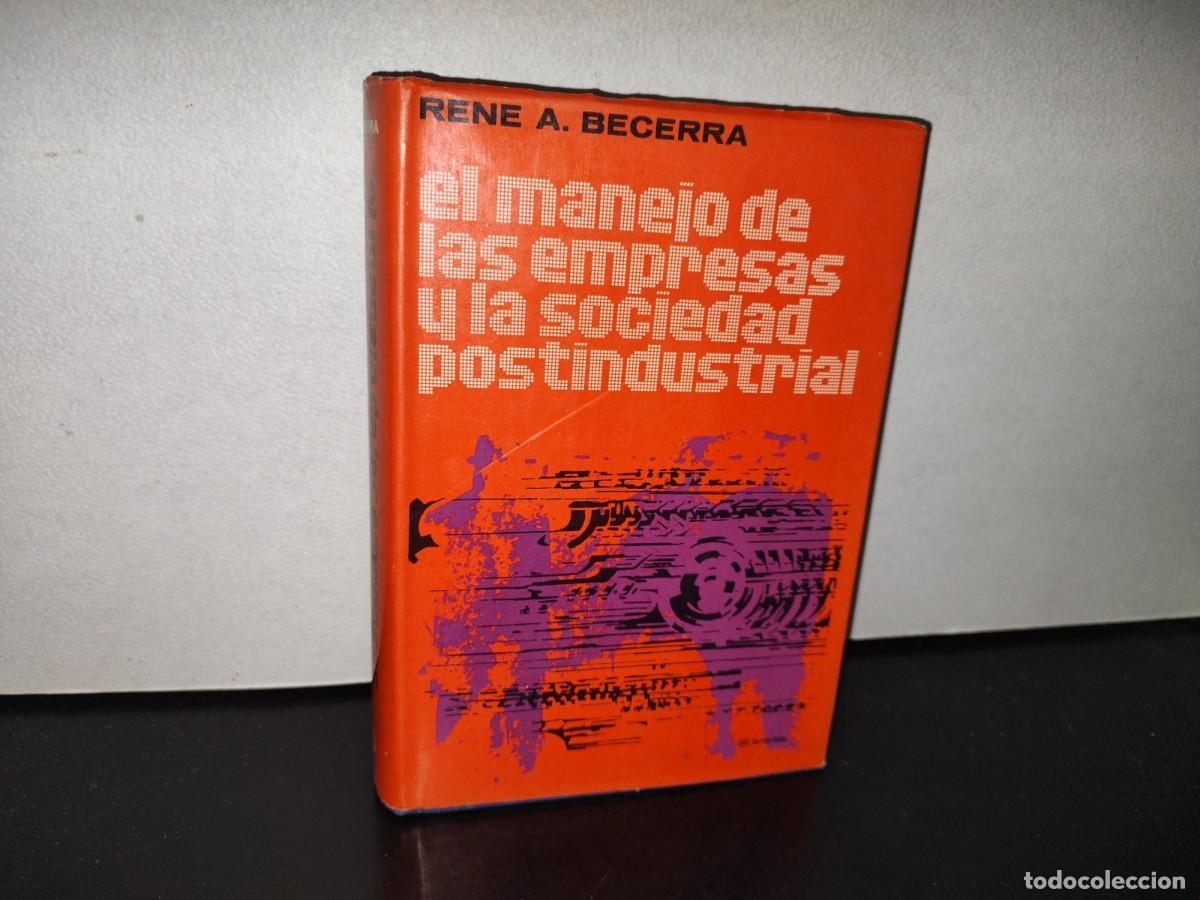 RENE A. BECERRA
el manejo de
las empresas
y la sociedad
postindustrial
todocoleccion